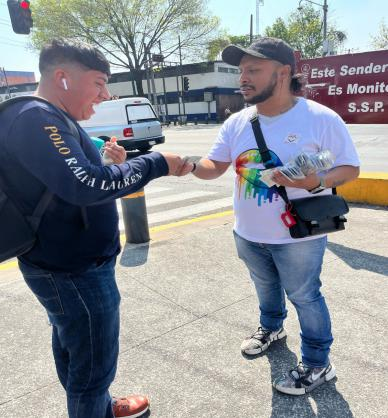 Este Sender
Es Monito
S.S.P.
POLO RALPH LAUREN